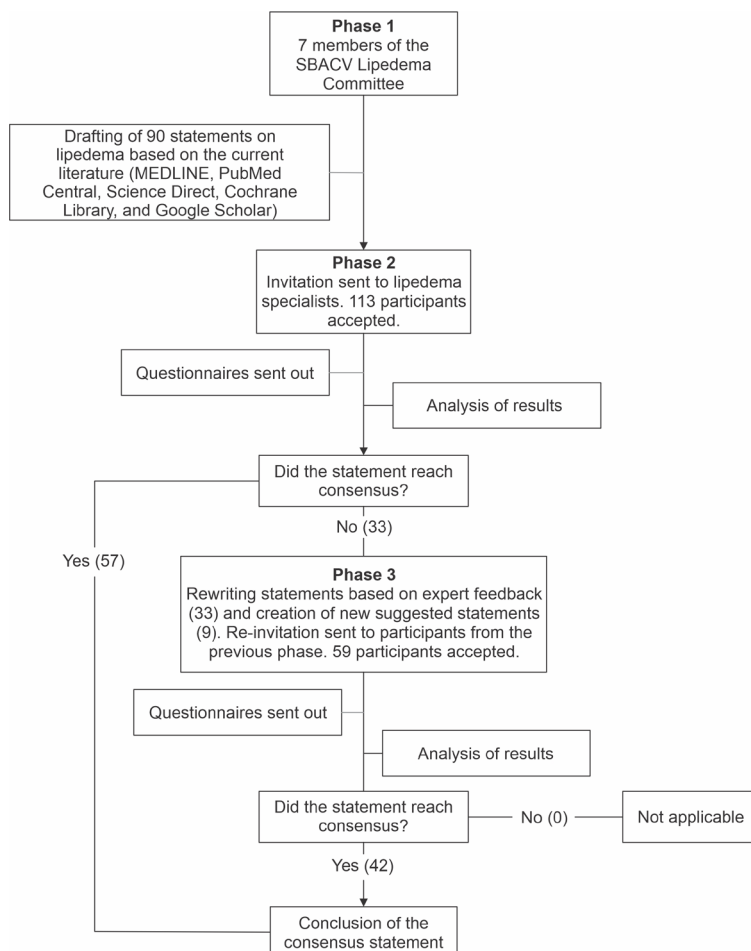 Phase 1
7 members of the
SBACV Lipedema
Committee
Drafting of 90 statements on
lipedema based on the current
literature (MEDLINE, PubMed
Central, Science Direct, Cochrane
Library, and Google Scholar)
Phase 2
Invitation sent to lipedema
specialists. 113 participants
accepted.
Questionnaires sent out
Analysis of results
Did the statement reach
consensus?
No (33)
Yes (57)
Phase 3
Rewriting statements based on expert feedback
(33) and creation of new suggested statements
(9). Re-invitation sent to participants from the
previous phase. 59 participants accepted.
Questionnaires sent out
Analysis of results
Did the statement reach
consensus?
No (0)
Not applicable
Yes (42)
Conclusion of the
consensus statement